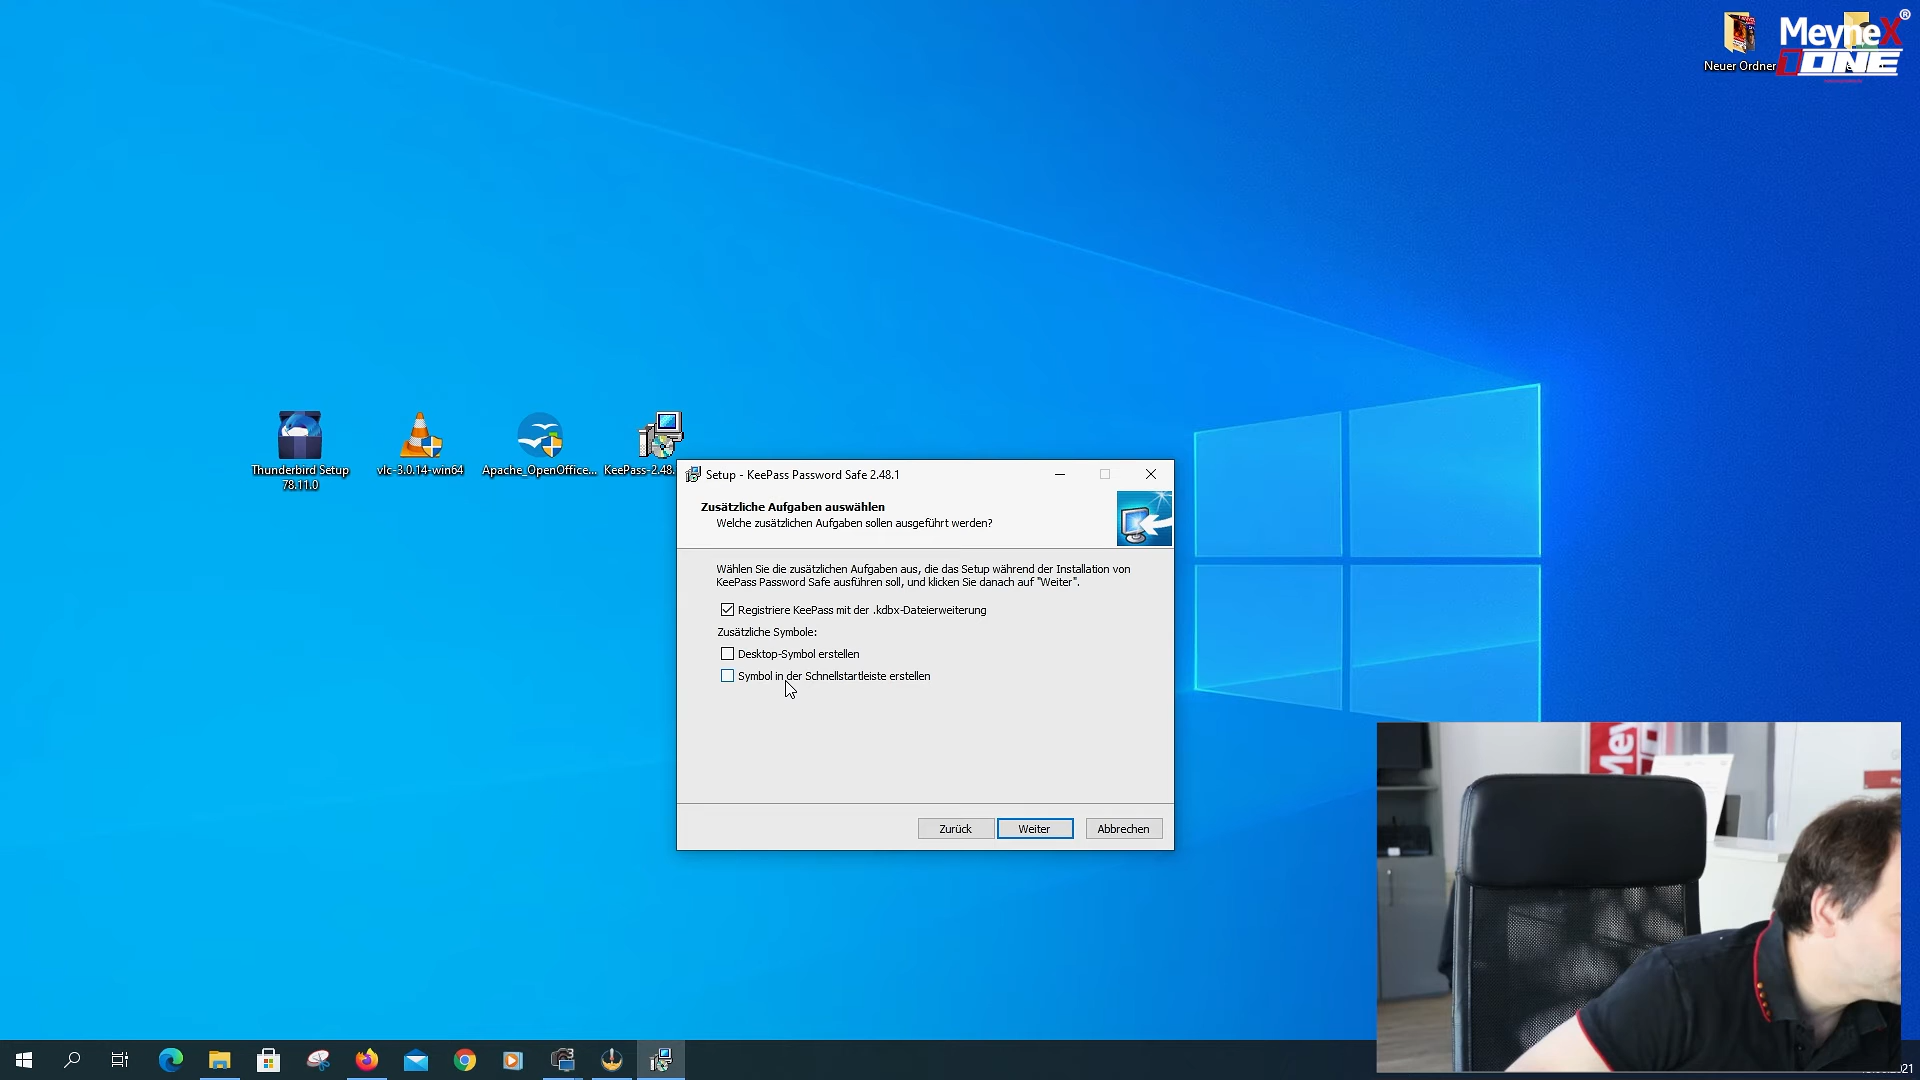 MeyneX®
1ONE
Neuer Ordner
Thunderbird Setup
78.11.0
vlc-3.0.14-win64
Apache_OpenOffice...
KeePass-2.48.
Setup - KeePass Password Safe 2.48.1
Zusätzliche Aufgaben auswählen
Welche zusätzlichen Aufgaben sollen ausgeführt werden?
Wählen Sie die zusätzlichen Aufgaben aus, die das Setup während der Installation von
KeePass Password Safe ausführen soll, und klicken Sie danach auf "Weiter".
Registriere KeePass mit der .kdbx-Dateierweiterung
Zusätzliche Symbole:
Desktop-Symbol erstellen
Symbol in der Schnellstartleiste erstellen
Zurück
Weiter
Abbrechen
Mey